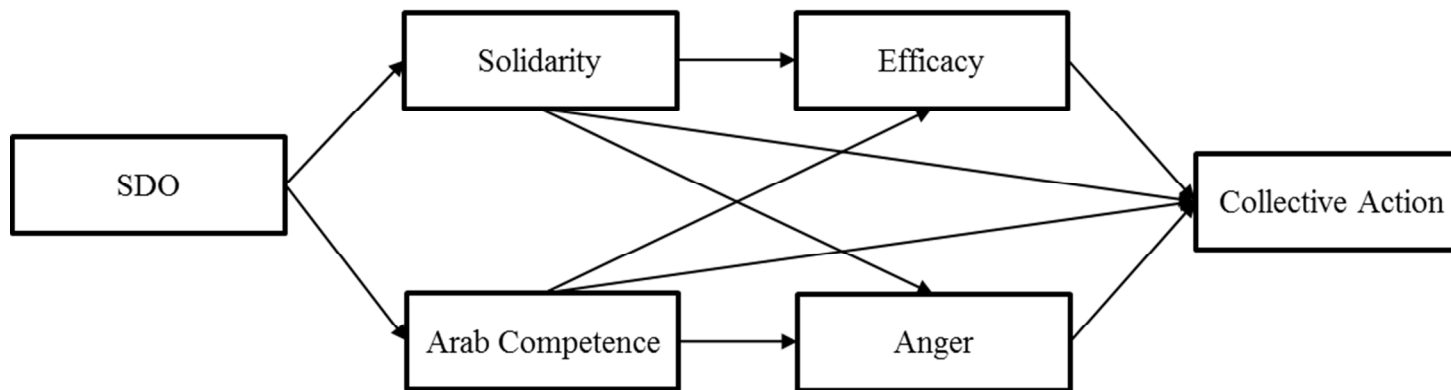 Solidarity
Efficacy
SDO
Collective Action
Arab Competence
Anger